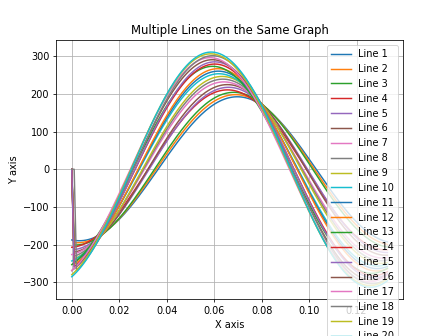 Multiple Lines on the Same Graph
300
200
100
0
−100
−200
−300
Y axis
0.00
0.02
0.04
0.06
0.08
0.10
X axis
Line 1
Line 2
Line 3
Line 4
Line 5
Line 6
Line 7
Line 8
Line 9
Line 10
Line 11
Line 12
Line 13
Line 14
Line 15
Line 16
Line 17
Line 18
Line 19
Line 20